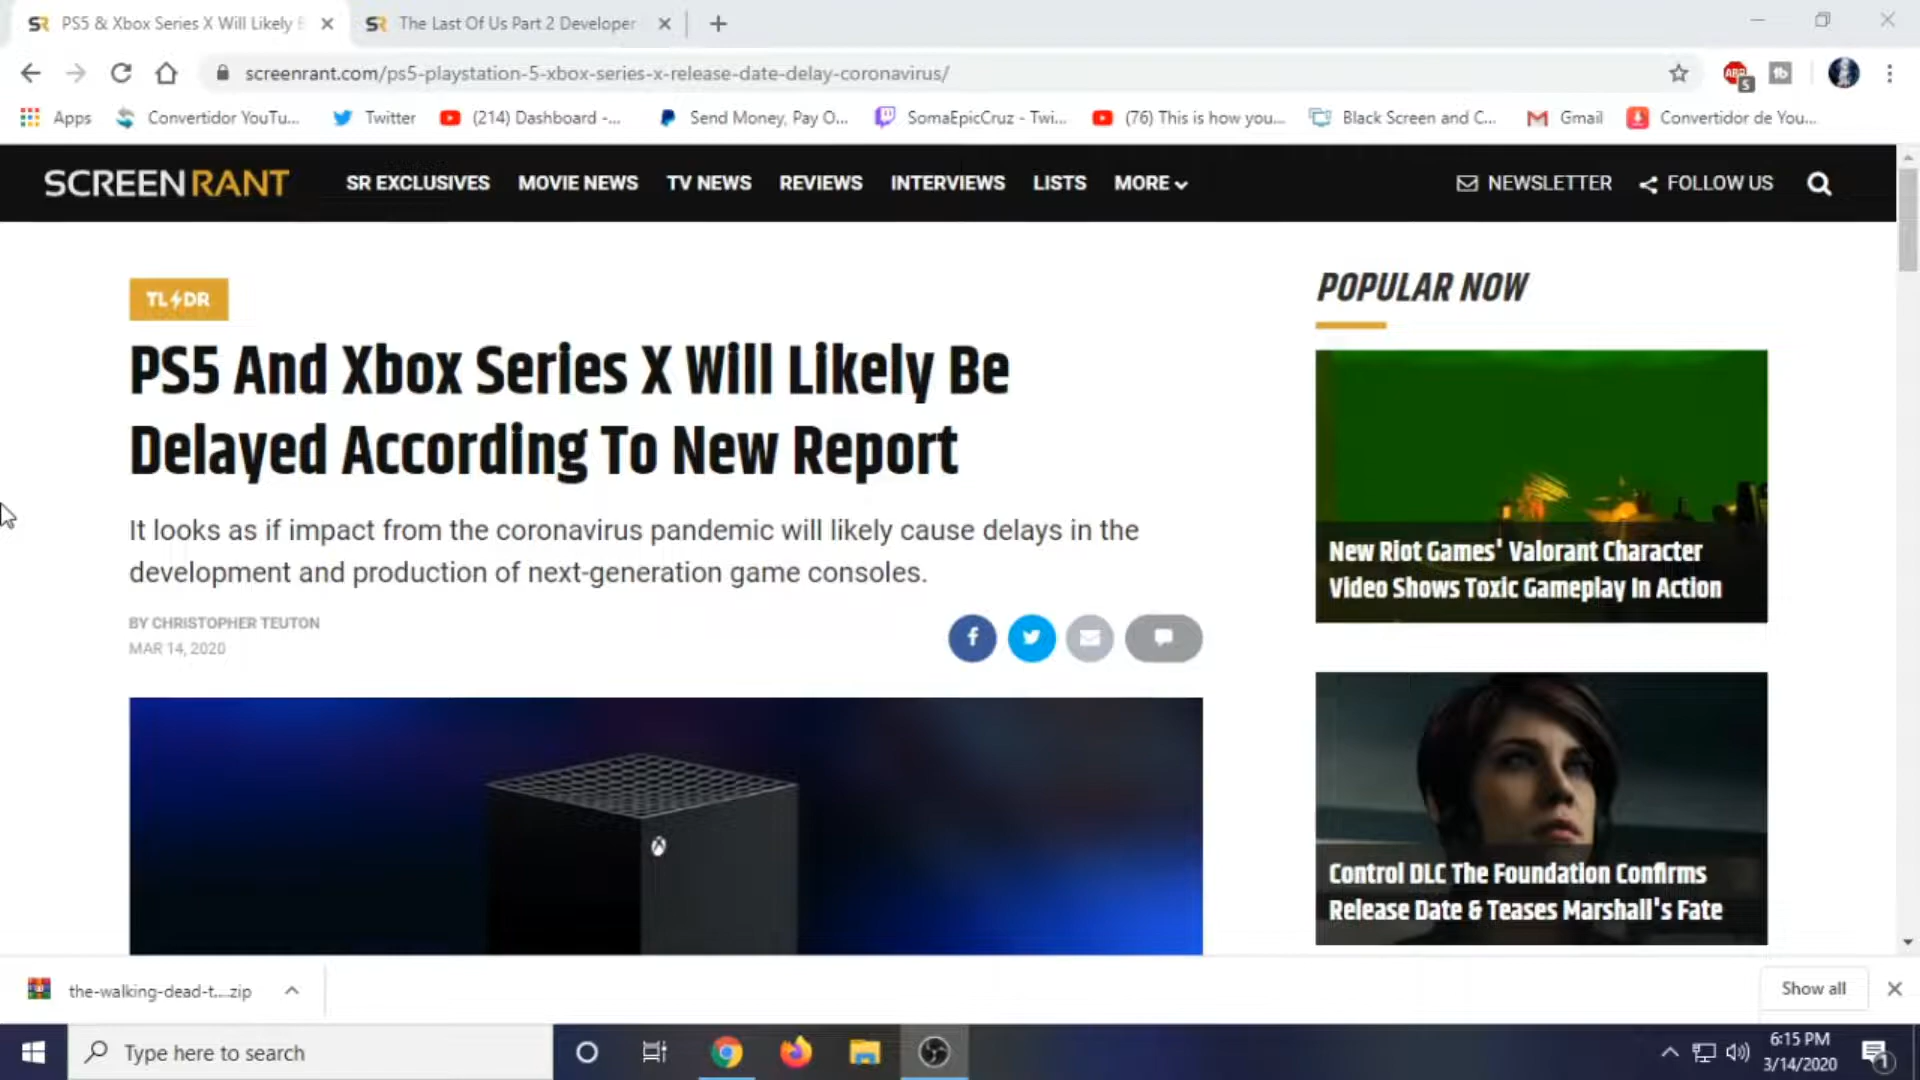 PS5 & Xbox Series X Will Likely
The Last Of Us Part 2 Developer
screenrant.com/ps5-playstation-5-xbox-series-x-release-date-delay-coronavirus/
ABP
S
tb
Apps
Convertidor YouTu...
Twitter
(214) Dashboard -...
Send Money, Pay O...
SomaEpicCruz - Twi...
(76) This is how you...
Black Screen and C...
Gmail
Convertidor de You...
SCREENRANT
SR EXCLUSIVES
MOVIE NEWS
TV NEWS
REVIEWS
INTERVIEWS
LISTS
MORE
NEWSLETTER
FOLLOW US
TL DR
PS5 And Xbox Series X Will Likely Be
Delayed According To New Report
It looks as if impact from the coronavirus pandemic will likely cause delays in the
development and production of next-generation game consoles.
BY CHRISTOPHER TEUTON
MAR 14, 2020
POPULAR NOW
New Riot Games' Valorant Character
Video Shows Toxic Gameplay In Action
Control DLC The Foundation Confirms
Release Date & Teases Marshall's Fate
the-walking-dead-t....zip
Show all
Type here to search
6:15 PM
3/14/2020
1